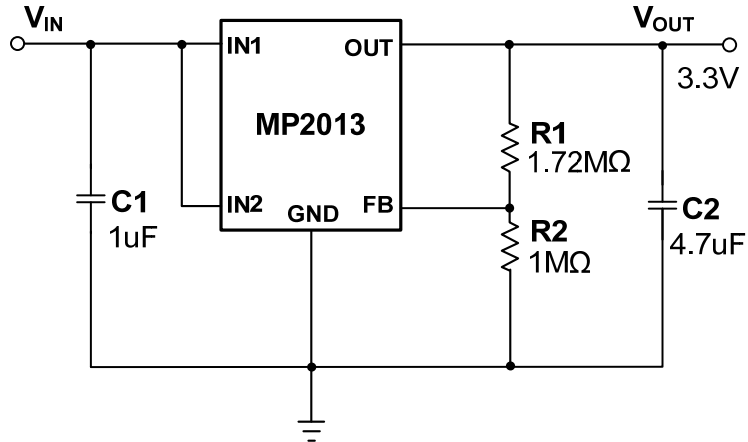 VIN
VOUT
IN1
OUT
3.3V
MP2013
R1
1.72MΩ
C1
1uF
IN2
GND
FB
R2
1MΩ
C2
4.7uF